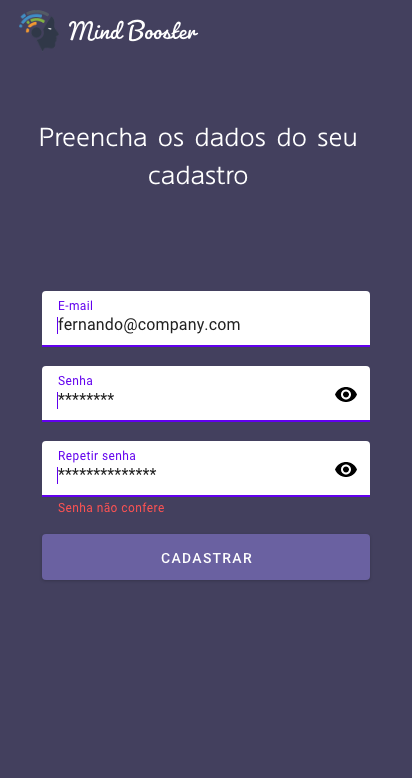 Mind Booster
Preencha os dados do seu
cadastro
E-mail
fernando@company.com
Senha
********
Repetir senha
**************
Senha não confere
CADASTRAR